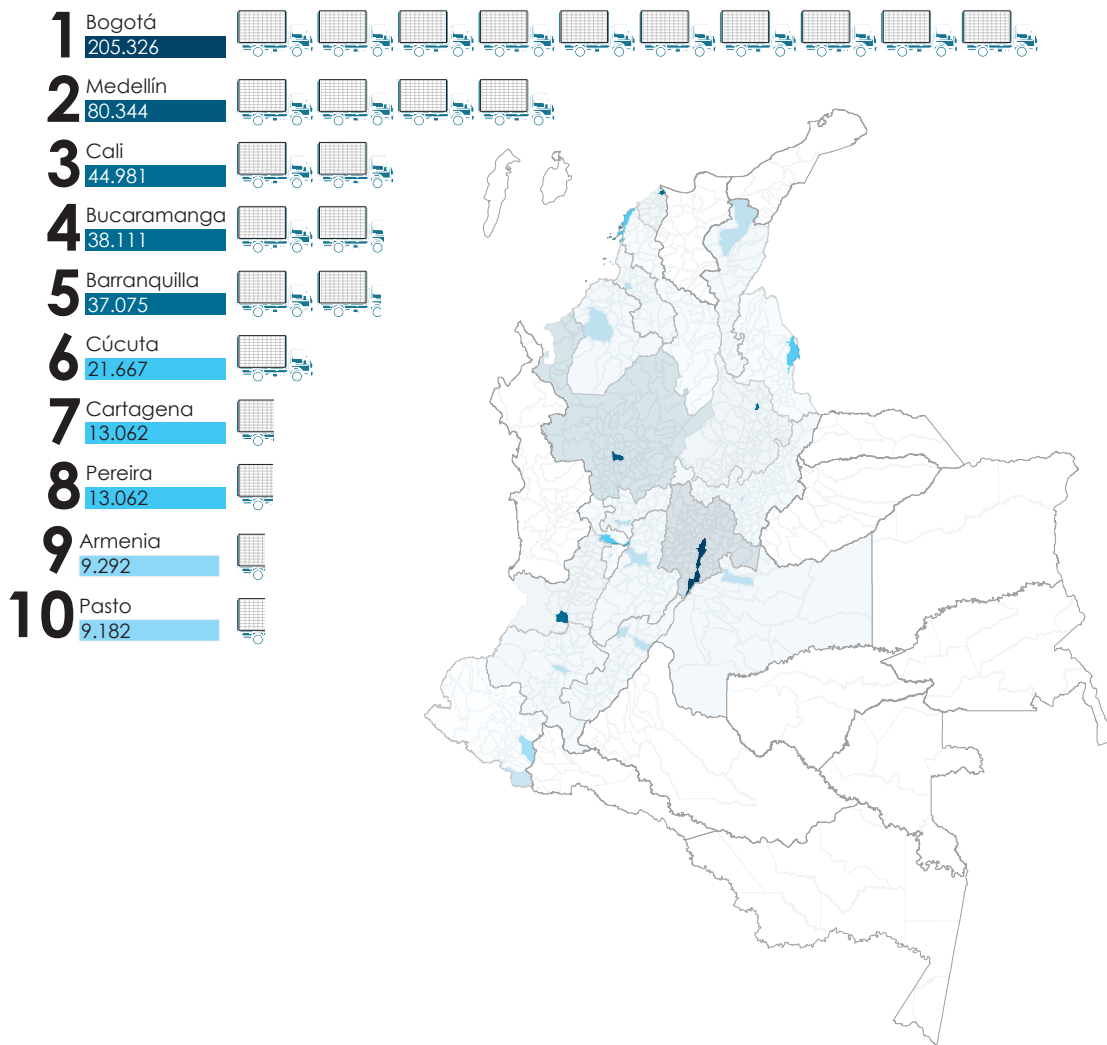 1 Bogotá
205.326
2 Medellín
80.344
3 Cali
44.981
4 Bucaramanga
38.111
5 Barranquilla
37.075
6 Cúcuta
21.667
7 Cartagena
13.062
8 Pereira
13.062
9 Armenia
9.292
10 Pasto
9.182